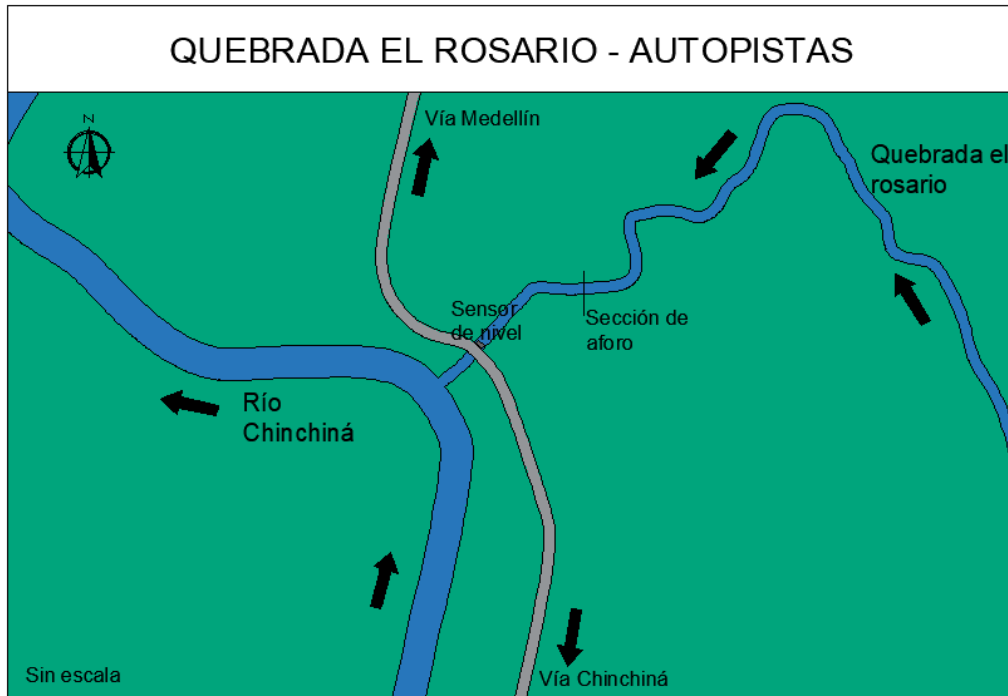 QUEBRADA EL ROSARIO - AUTOPISTAS
N
Vía Medellín
Quebrada el
rosario
Sensor
de nivel
Sección de
aforo
Río
Chinchiná
Sin escala
Vía Chinchiná